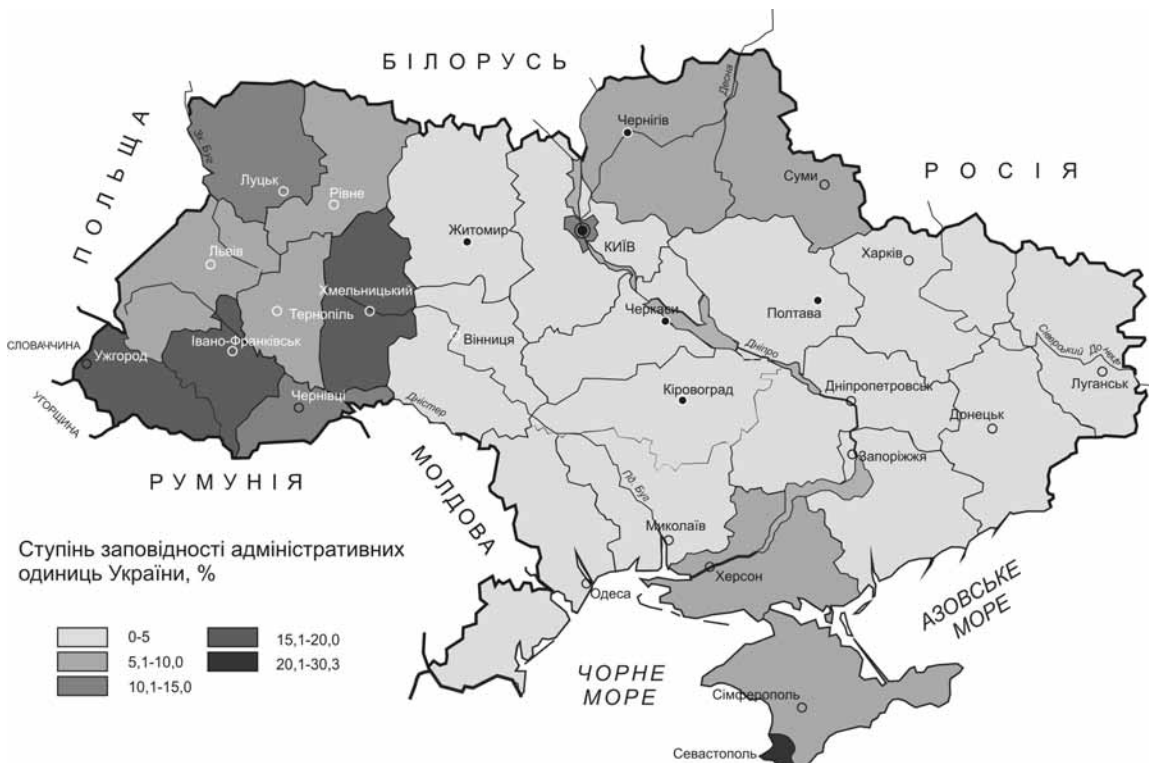 БІЛОРУСЬ
ПОЛЬЩА
РОСІЯ
Десна
Чернігів
Суми
Зх. Буг
Луцьк
Рівне
Житомир
КИЇВ
Харків
Львів
Хмельницький
Тернопіль
Черкаси
Полтава
СЛОВАЧЧИНА
Ужгород
Івано-Франківськ
Вінниця
Дніпро
Сіверський Донець
Луганськ
УГОРЩИНА
Чернівці
Дністер
Кіровоград
Дніпропетровськ
Донецьк
РУМУНІЯ
МОЛДОВА
Пд. Буг
Запоріжжя
Миколаїв
Херсон
Одеса
АЗОВСЬКЕ
МОРЕ
ЧОРНЕ
МОРЕ
Сімферополь
Севастополь
Ступінь заповідності адміністративних
одиниць України, %
0-5
5,1-10,0
10,1-15,0
15,1-20,0
20,1-30,3